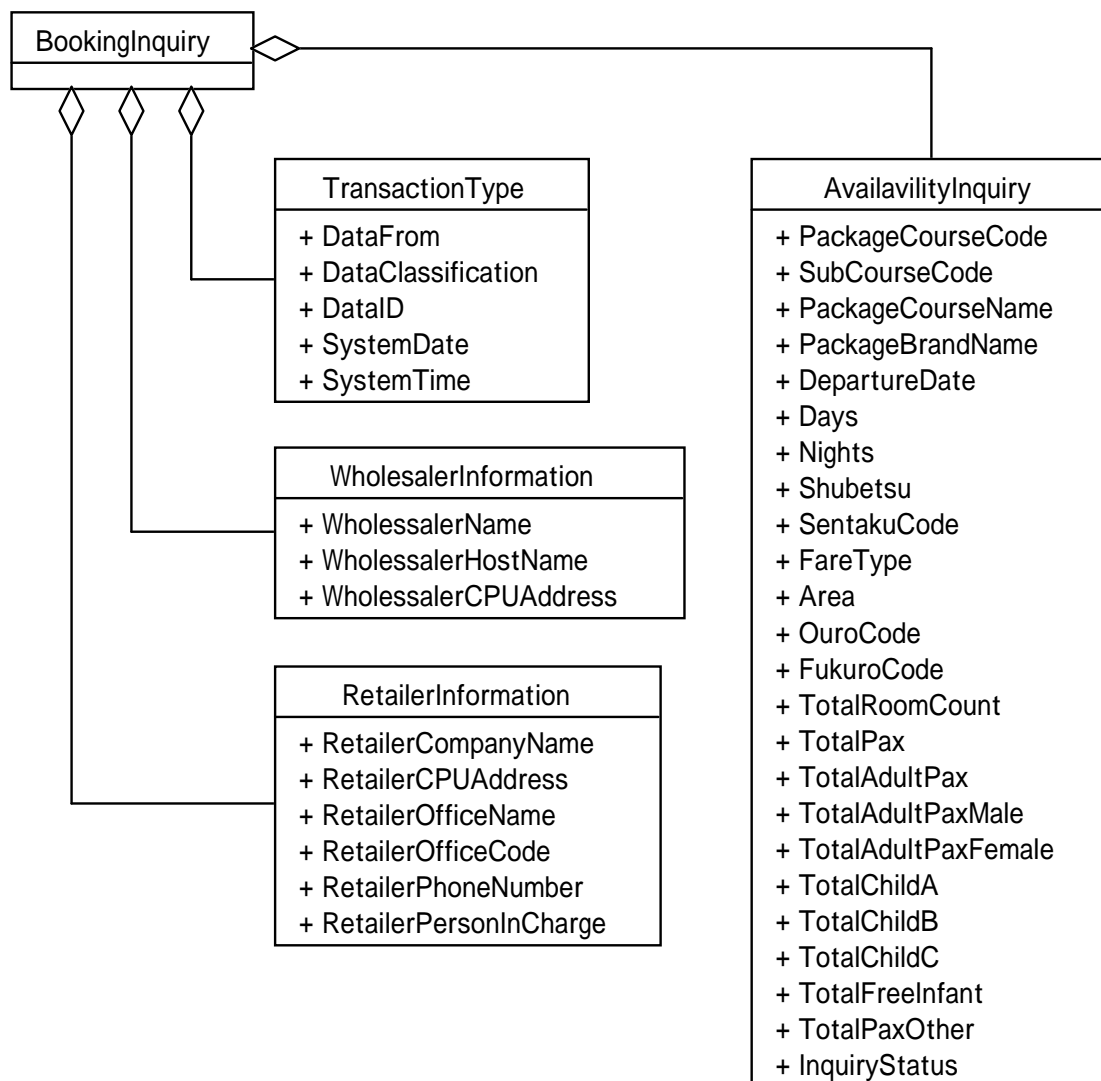 BookingInquiry
TransactionType
+ DataFrom
+ DataClassification
+ DataID
+ SystemDate
+ SystemTime
WholesalerInformation
+ WholessalerName
+ WholessalerHostName
+ WholessalerCPUAddress
RetailerInformation
+ RetailerCompanyName
+ RetailerCPUAddress
+ RetailerOfficeName
+ RetailerOfficeCode
+ RetailerPhoneNumber
+ RetailerPersonInCharge
AvailavilityInquiry
+ PackageCourseCode
+ SubCourseCode
+ PackageCourseName
+ PackageBrandName
+ DepartureDate
+ Days
+ Nights
+ Shubetsu
+ SentakuCode
+ FareType
+ Area
+ OuroCode
+ FukuroCode
+ TotalRoomCount
+ TotalPax
+ TotalAdultPax
+ TotalAdultPaxMale
+ TotalAdultPaxFemale
+ TotalChildA
+ TotalChildB
+ TotalChildC
+ TotalFreeInfant
+ TotalPaxOther
+ InquiryStatus